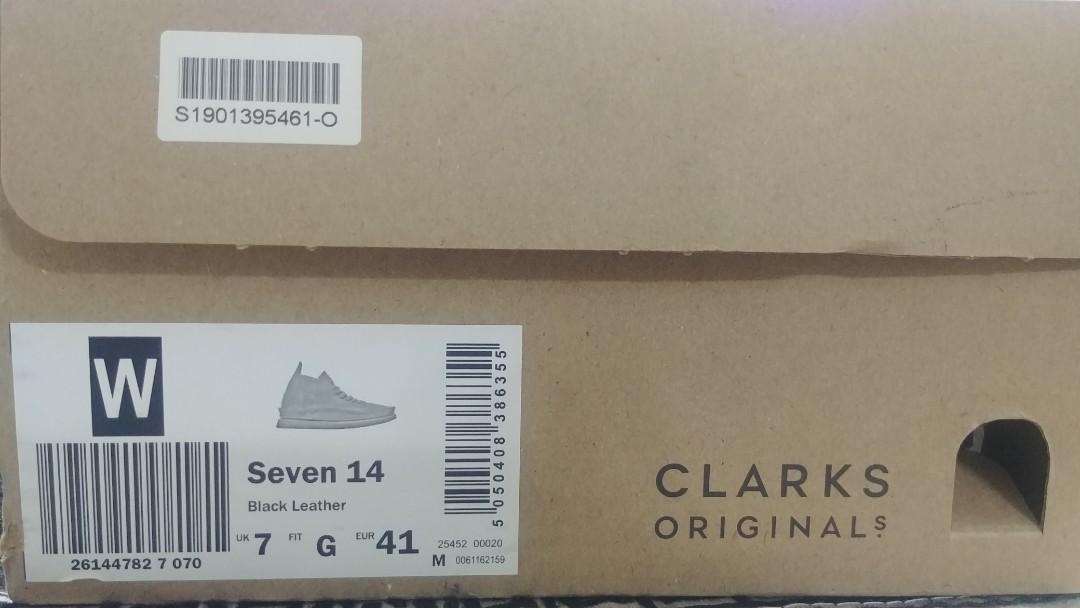 S1901395461-O
W
Seven 14
Black Leather
UK 7 FIT G EUR 41
26144782 7 070
5 050408 386355
25452 00020
M 0061162159
CLARKS
ORIGINALS